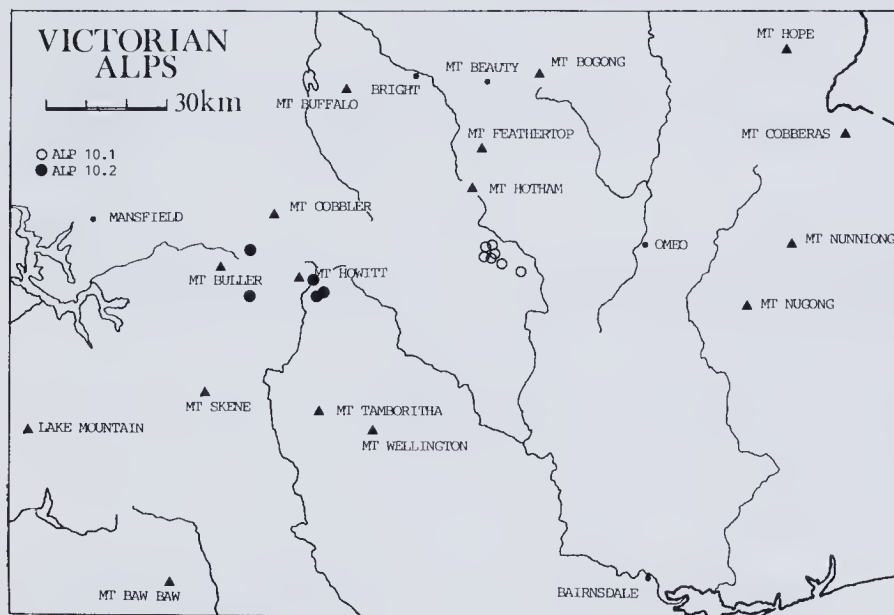 VICTORIAN
ALPS
30km
ALP 10.1
ALP 10.2
MT HOPE
MT BEAUTY
MT BOGONG
BRIGHT
MT BUFFALO
MT FEATHERTOP
MT COBBERAS
MT HOTHAM
MT COBBLER
MANSFIELD
OMEO
MT NUNNIONG
MT BULLER
MT HOWITT
MT NUGONG
MT SKENE
MT TAMBORITHA
LAKE MOUNTAIN
MT WELLINGTON
MT BAW BAW
BAIRNSDALE